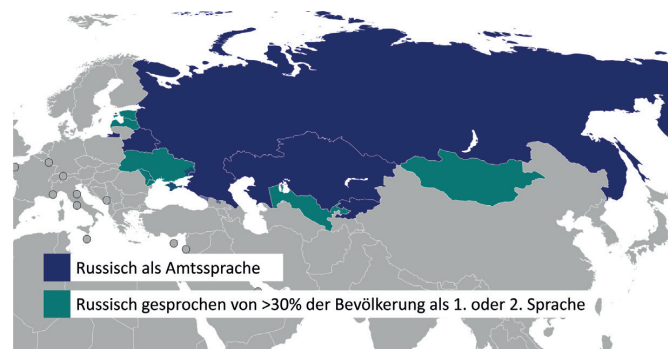 Russisch als Amtssprache
Russisch gesprochen von >30% der Bevölkerung als 1. oder 2. Sprache